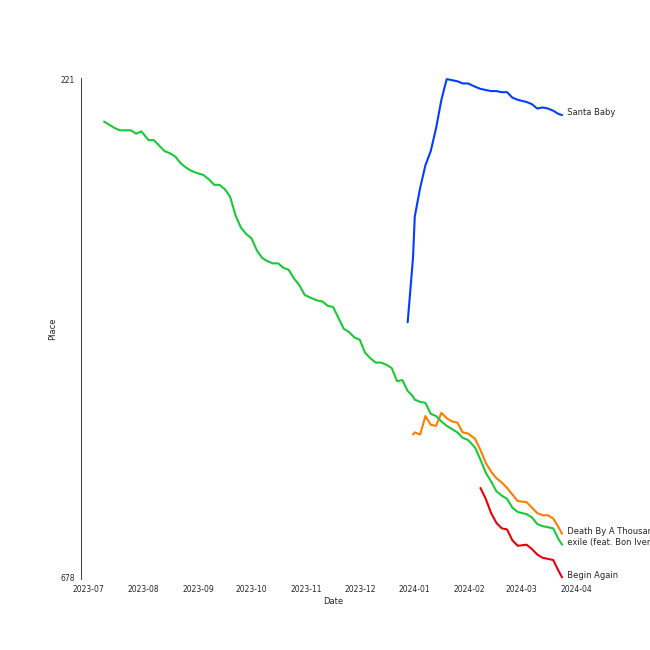 221
Santa Baby
Place
Death By A Thousan
exile (feat. Bon Iver
Begin Again
678
2023-07 2023-08 2023-09 2023-10 2023-11 2023-12 2024-01 2024-02 2024-03 2024-04
Date